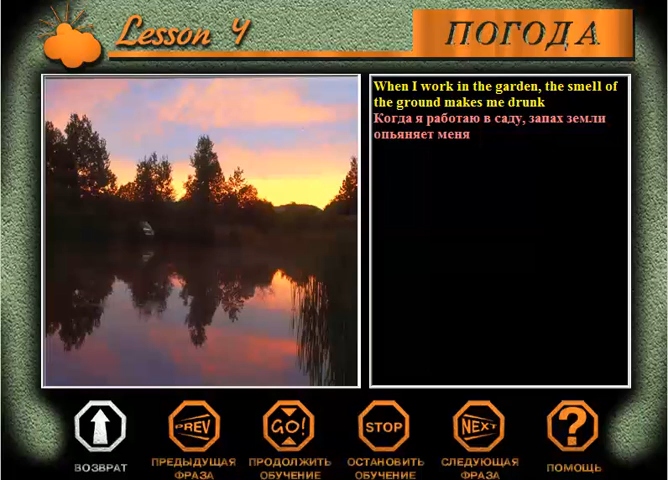 Lesson 4
ПОГОДА
When I work in the garden, the smell of
the ground makes me drunk
Когда я работаю в саду, запах земли
опьяняет меня
PREV
GO!
STOP
NEXT
?
ВОЗВРАТ
ПРЕДЫДУЩАЯ
ФРАЗА
ПРОДОЛЖИТЬ
ОБУЧЕНИЕ
ОСТАНОВИТЬ
ОБУЧЕНИЕ
СЛЕДУЮЩАЯ
ФРАЗА
ПОМОЩЬ